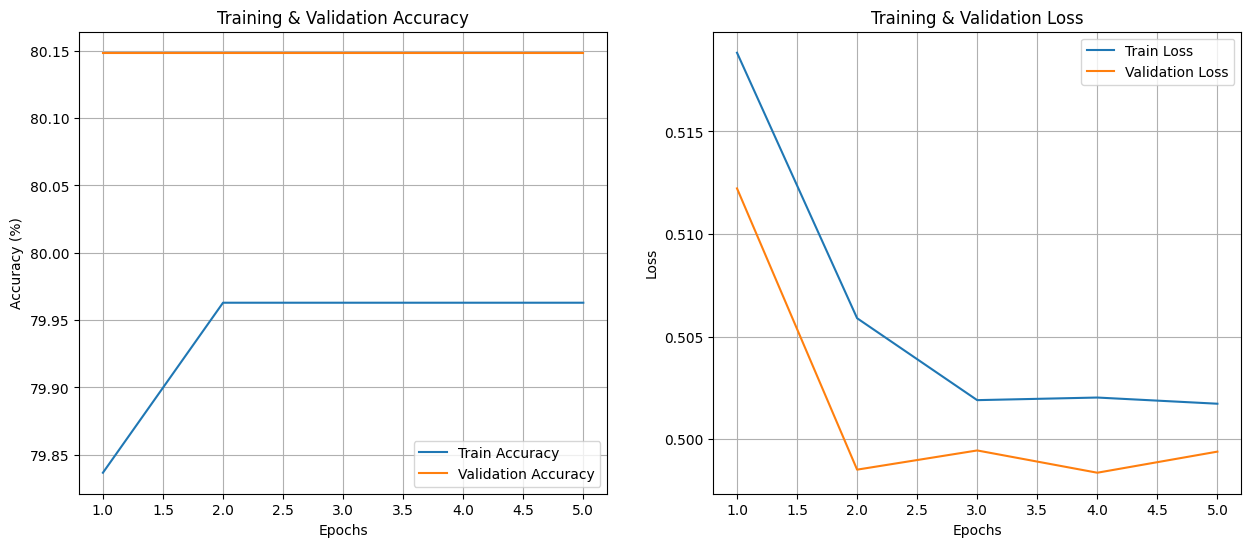 Training & Validation Accuracy
80.15
80.10
80.05
80.00
79.95
79.90
79.85
Accuracy (%)
1.0 1.5 2.0 2.5 3.0 3.5 4.0 4.5 5.0
Epochs
Train Accuracy
Validation Accuracy
Training & Validation Loss
Train Loss
Validation Loss
0.515
0.510
0.505
0.500
Loss
1.0 1.5 2.0 2.5 3.0 3.5 4.0 4.5 5.0
Epochs